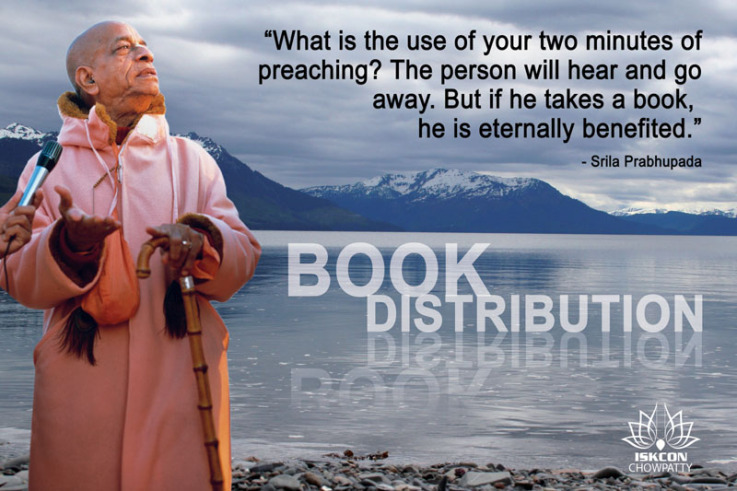 “What is the use of your two minutes of
preaching? The person will hear and go
away. But if he takes a book,
he is eternally benefited.”
- Srila Prabhupada
BOOK
DISTRIBUTION
ISKCON
CHOWPATTY